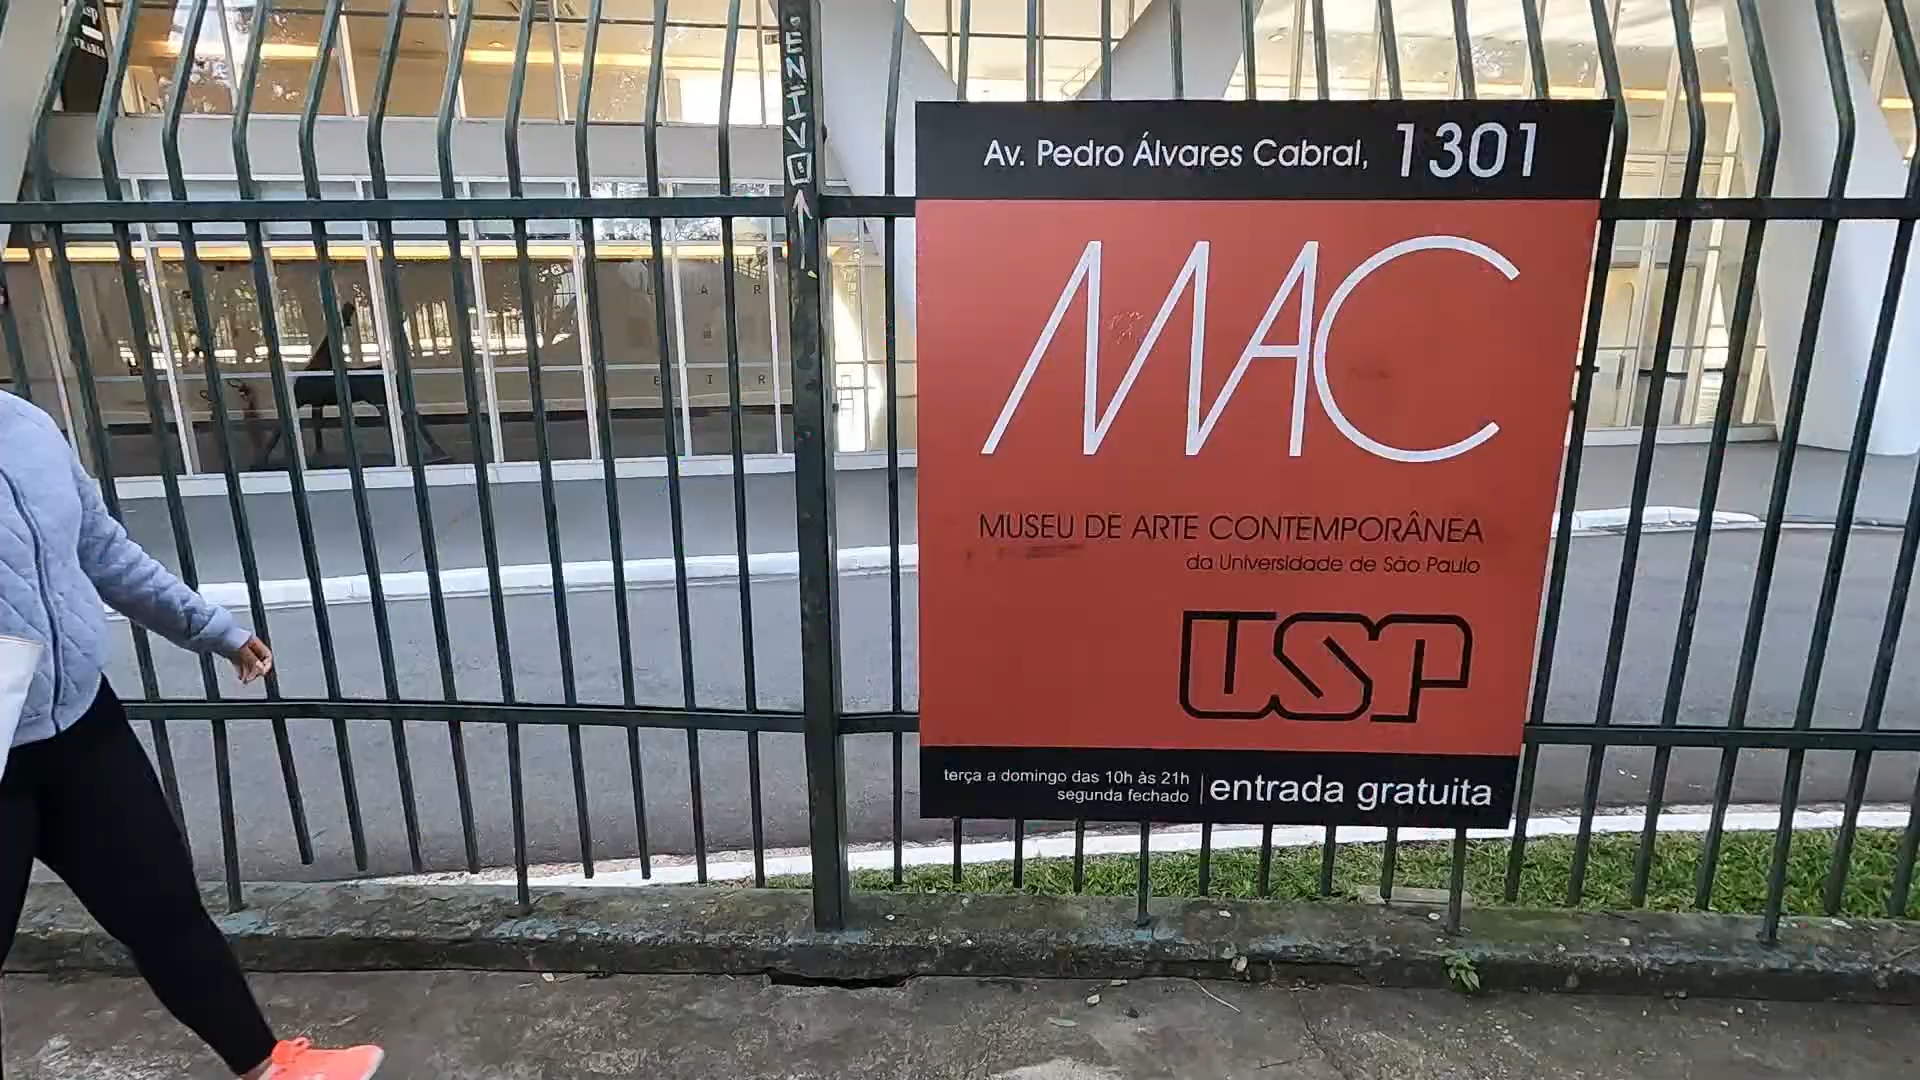 Av. Pedro Álvares Cabral, 1301
MAC
MUSEU DE ARTE CONTEMPORÂNEA
da Universidade de São Paulo
USP
terça a domingo das 10h às 21h
segunda fechado
entrada gratuita